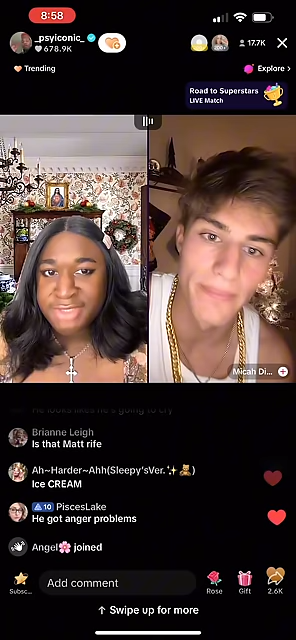 8:58
_psyiconic_
678.9K
200+
17.7K
Trending
Explore >
Road to Superstars
LIVE Match
Micah Di...
He looks likes he's going to cry
Brianne Leigh
Is that Matt rife
Ah~Harder~Ahh(Sleepy'sVer.✨🧸)
Ice CREAM
10 PiscesLake
He got anger problems
Angel🌸 joined
Subsc...
Add comment
Rose
Gift
2.6K
Swipe up for more